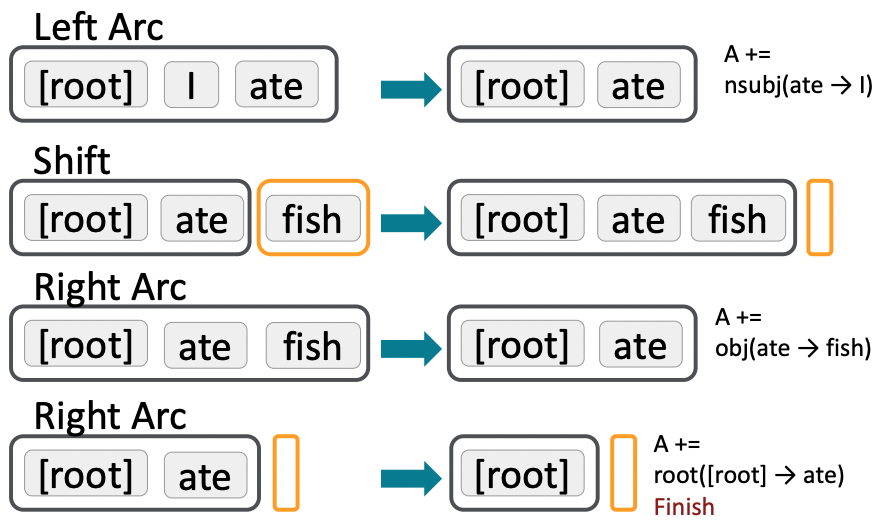 Left Arc
[root] I ate [root] ate
A +=
nsubj(ate → I)
Shift
[root] ate fish [root] ate fish
Right Arc
[root] ate fish [root] ate
A +=
obj(ate → fish)
Right Arc
[root] ate [root]
A +=
root([root] → ate)
Finish